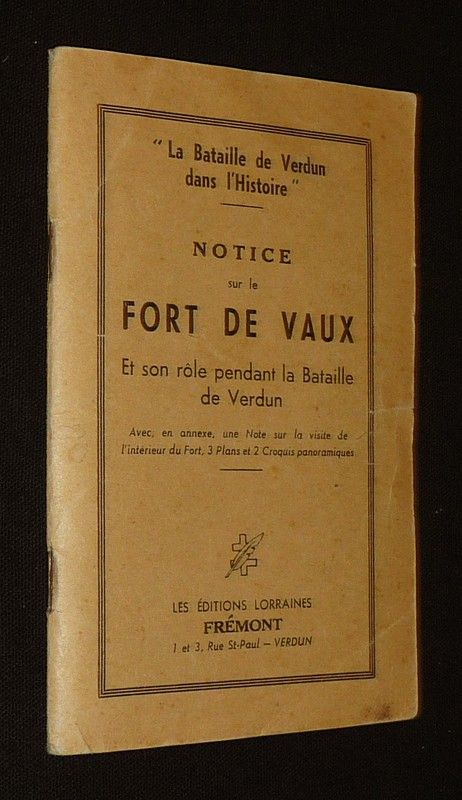 " La Bataille de Verdun
dans l'Histoire "
NOTICE
sur le
FORT DE VAUX
Et son rôle pendant la Bataille
de Verdun
Avec, en annexe, une Note sur la visite de
l'intérieur du Fort, 3 Plans et 2 Croquis panoramiques
LES ÉDITIONS LORRAINES
FRÉMONT
1 et 3, Rue St-Paul — VERDUN